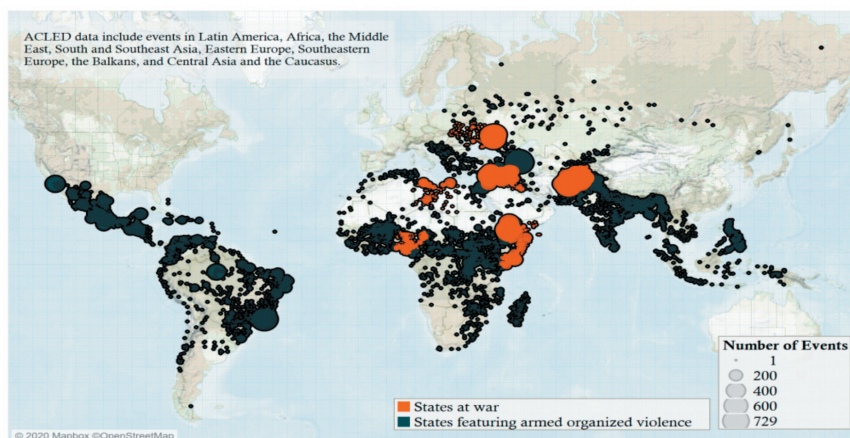 ACLED data include events in Latin America, Africa, the Middle
East, South and Southeast Asia, Eastern Europe, Southeastern
Europe, the Balkans, and Central Asia and the Caucasus.
Number of Events
1
200
400
600
729
States at war
States featuring armed organized violence
© 2020 Mapbox ©OpenStreetMap